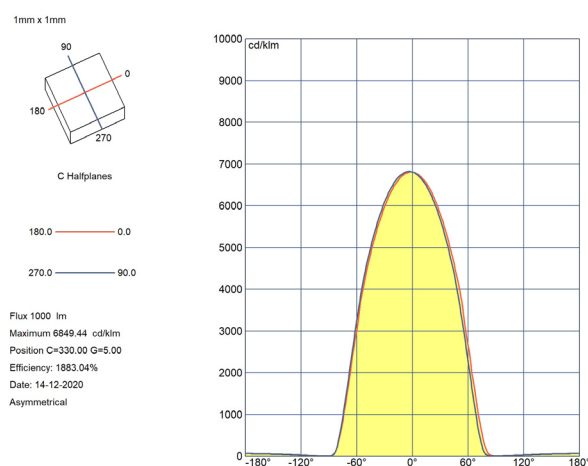 1mm x 1mm
90
0
180
270
C Halfplanes
180.0 0.0
270.0 90.0
Flux 1000 lm
Maximum 6849.44 cd/klm
Position C=330.00 G=5.00
Efficiency: 1883.04%
Date: 14-12-2020
Asymmetrical
cd/klm
10000
9000
8000
7000
6000
5000
4000
3000
2000
1000
0
-180° -120° -60° 0° 60° 120° 180°